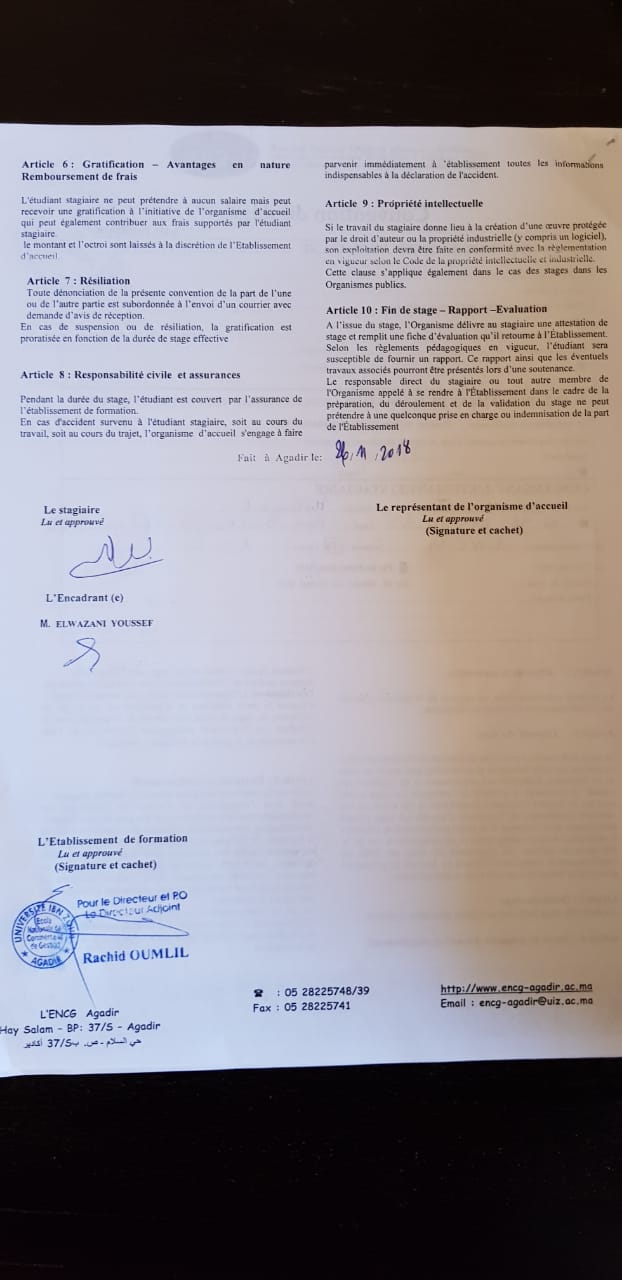 Article 6 : Gratification – Avantages en nature
Remboursement de frais
L'étudiant stagiaire ne peut prétendre à aucun salaire mais peut
recevoir une gratification à l'initiative de l'organisme d'accueil
qui peut également contribuer aux frais supportés par l'étudiant
stagiaire.
le montant et l'octroi sont laissés à la discrétion de l'Etablissement
d'accueil.
Article 7 : Résiliation
Toute dénonciation de la présente convention de la part de l'une
ou de l'autre partie est subordonnée à l'envoi d'un courrier avec
demande d'avis de réception.
En cas de suspension ou de résiliation, la gratification est
proratisée en fonction de la durée de stage effective
Article 8 : Responsabilité civile et assurances
Pendant la durée du stage, l'étudiant est couvert par l'assurance de
l'établissement de formation.
En cas d'accident survenu à l'étudiant stagiaire, soit au cours du
travail, soit au cours du trajet, l'organisme d'accueil s'engage à faire
parvenir immédiatement à 'établissement toutes les informations
indispensables à la déclaration de l'accident.
Article 9 : Propriété intellectuelle
Si le travail du stagiaire donne lieu à la création d'une œuvre protégée
par le droit d'auteur ou la propriété industrielle (y compris un logiciel),
son exploitation devra être faite en conformité avec la règlementation
en vigueur selon le Code de la propriété intellectuelle et industrielle.
Cette clause s'applique également dans le cas des stages dans les
Organismes publics.
Article 10 : Fin de stage – Rapport –Evaluation
A l'issue du stage, l'Organisme délivre au stagiaire une attestation de
stage et remplit une fiche d'évaluation qu'il retourne à l'Établissement.
Selon les règlements pédagogiques en vigueur, l'étudiant sera
susceptible de fournir un rapport. Ce rapport ainsi que les éventuels
travaux associés pourront être présentés lors d'une soutenance.
Le responsable direct du stagiaire ou tout autre membre de
l'Organisme appelé à se rendre à l'Établissement dans le cadre de la
préparation, du déroulement et de la validation du stage ne peut
prétendre à une quelconque prise en charge ou indemnisation de la part
de l'Établissement
Fait à Agadir le: 26/11/2018
Le stagiaire
Lu et approuvé
Le représentant de l'organisme d'accueil
Lu et approuvé
(Signature et cachet)
L'Encadrant (e)
M. ELWAZANI YOUSSEF
L'Etablissement de formation
Lu et approuvé
(Signature et cachet)
Pour le Directeur et P.O
Le Directeur Adjoint
UNIVERSITÉ IBN
Ecole
Nationale de
Commerce et
de Gestion
AGADIR
Rachid OUMLIL
L'ENCG Agadir
Hay Salam - BP: 37/S - Agadir
حي السلام - ص. ب 37/S أكادير
☎ : 05 28225748/39
Fax : 05 28225741
http://www.encg-agadir.ac.ma
Email : encg-agadir@uiz.ac.ma